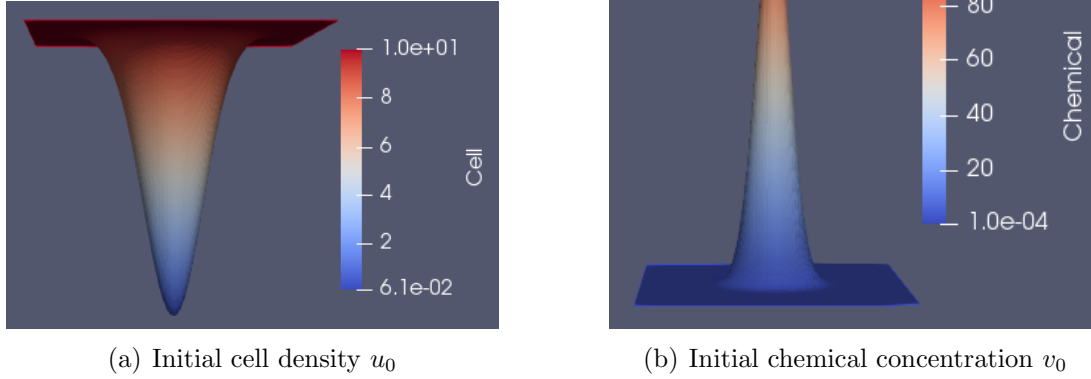 1.0e+01
8
6
4
2
6.1e-02
Cell
80
60
40
20
1.0e-04
Chemical
(a) Initial cell density u₀
(b) Initial chemical concentration v₀